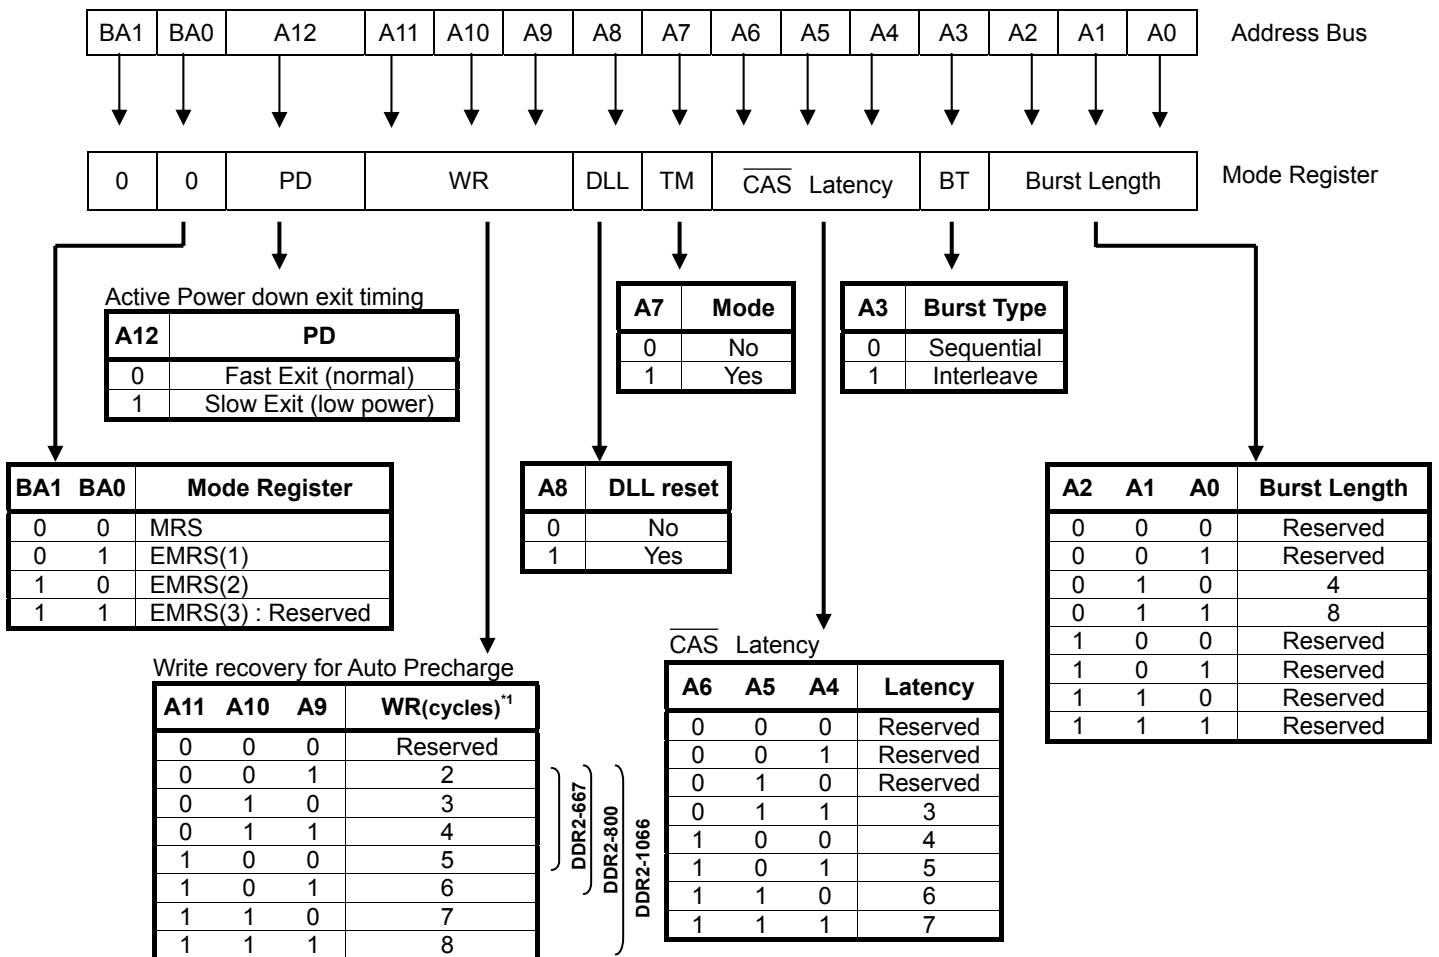 BA1 BA0 A12 A11 A10 A9 A8 A7 A6 A5 A4 A3 A2 A1 A0 Address Bus
0 0 PD WR DLL TM CAS Latency BT Burst Length Mode Register
Active Power down exit timing
A12 PD
0 Fast Exit (normal)
1 Slow Exit (low power)
A7 Mode
0 No
1 Yes
A3 Burst Type
0 Sequential
1 Interleave
BA1 BA0 Mode Register
0 0 MRS
0 1 EMRS(1)
1 0 EMRS(2)
1 1 EMRS(3) : Reserved
A8 DLL reset
0 No
1 Yes
A2 A1 A0 Burst Length
0 0 0 Reserved
0 0 1 Reserved
0 1 0 4
0 1 1 8
1 0 0 Reserved
1 0 1 Reserved
1 1 0 Reserved
1 1 1 Reserved
Write recovery for Auto Precharge
A11 A10 A9 WR(cycles)*1
0 0 0 Reserved
0 0 1 2
0 1 0 3
0 1 1 4
1 0 0 5
1 0 1 6
1 1 0 7
1 1 1 8
DDR2-667
DDR2-800
DDR2-1066
CAS Latency
A6 A5 A4 Latency
0 0 0 Reserved
0 0 1 Reserved
0 1 0 Reserved
0 1 1 3
1 0 0 4
1 0 1 5
1 1 0 6
1 1 1 7